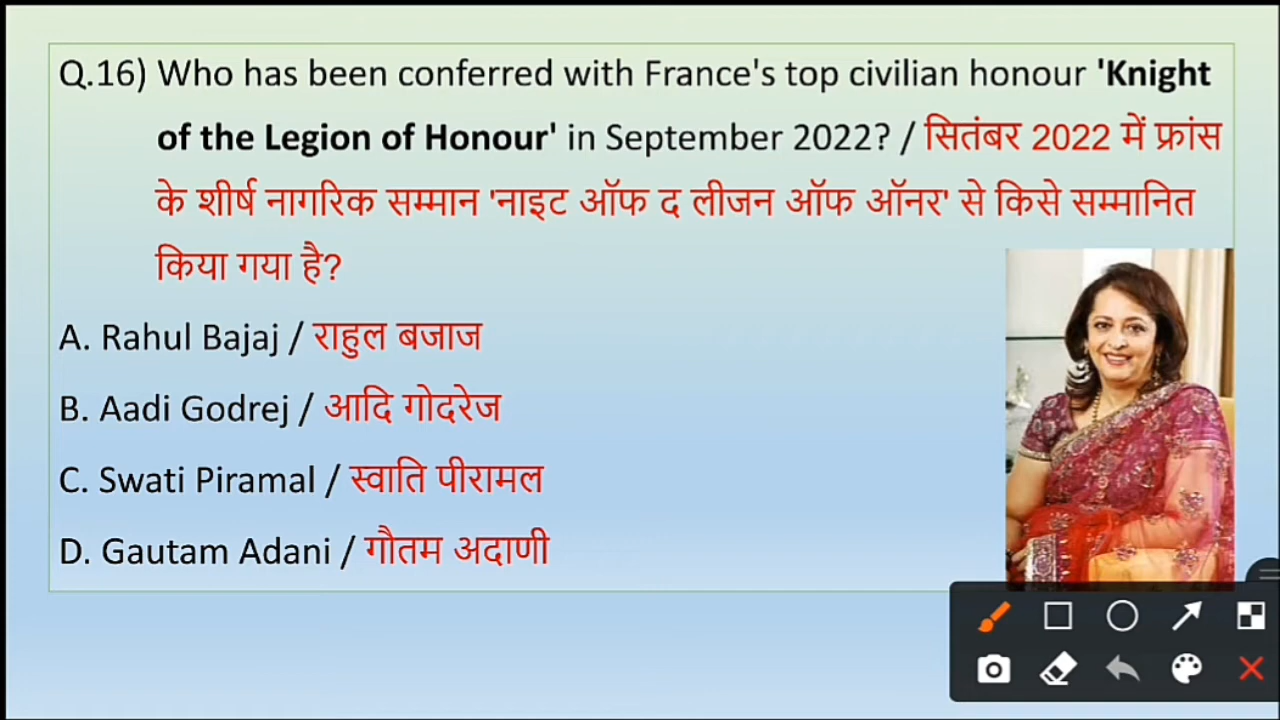 Q.16) Who has been conferred with France's top civilian honour 'Knight
of the Legion of Honour' in September 2022? / सितंबर 2022 में फ्रांस
के शीर्ष नागरिक सम्मान 'नाइट ऑफ द लीजन ऑफ ऑनर' से किसे सम्मानित
किया गया है?
A. Rahul Bajaj / राहुल बजाज
B. Aadi Godrej / आदि गोदरेज
C. Swati Piramal / स्वाति पीरामल
D. Gautam Adani / गौतम अदाणी